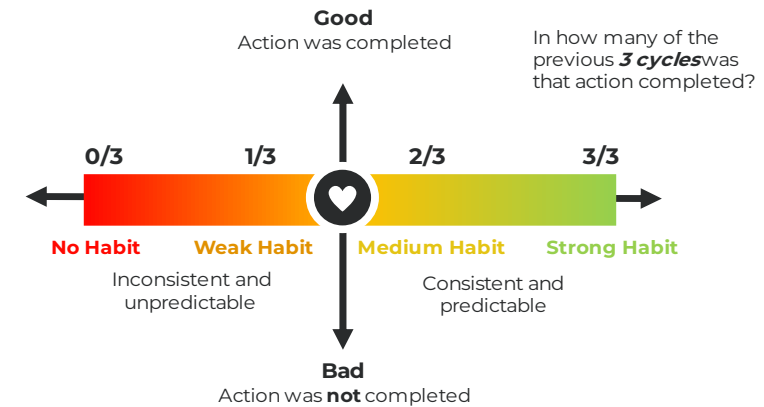 Good
Action was completed
In how many of the
previous 3 cycles was
that action completed?
0/3
1/3
2/3
3/3
No Habit
Weak Habit
Medium Habit
Strong Habit
Inconsistent and
unpredictable
Consistent and
predictable
Bad
Action was not completed